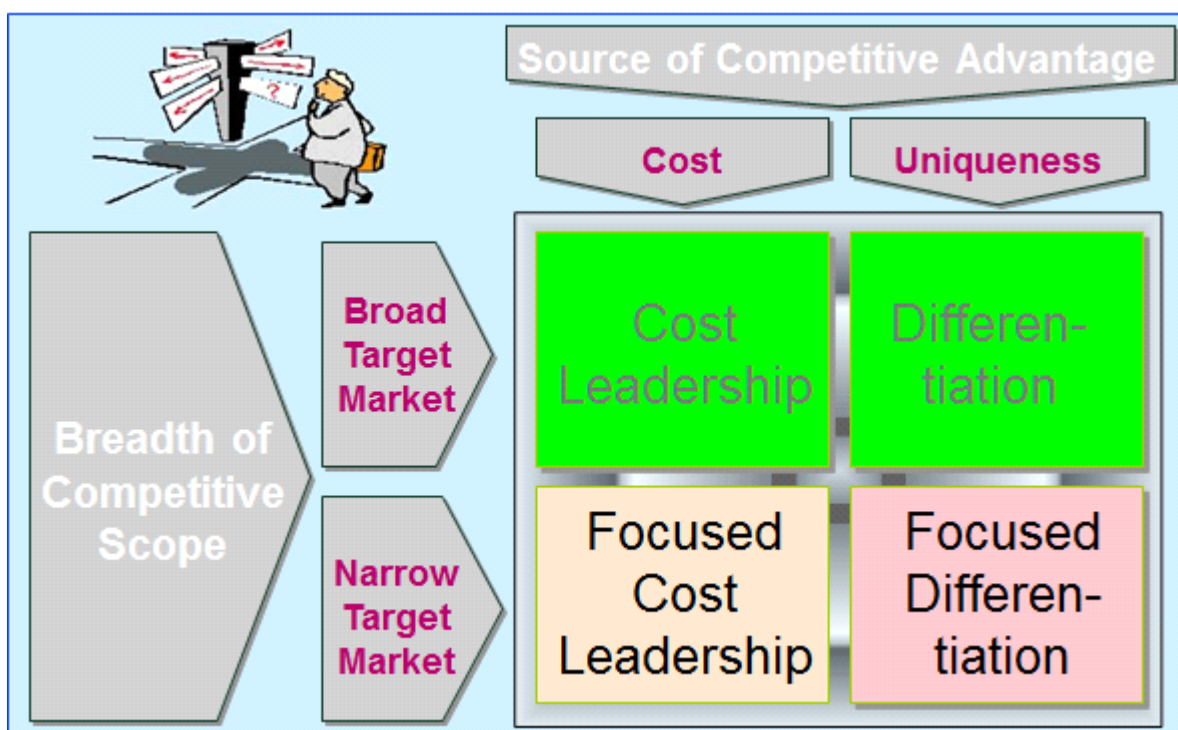 ?
Source of Competitive Advantage
Cost
Uniqueness
Breadth of
Competitive
Scope
Broad
Target
Market
Cost
Leadership
Differen-
tiation
Narrow
Target
Market
Focused
Cost
Leadership
Focused
Differen-
tiation